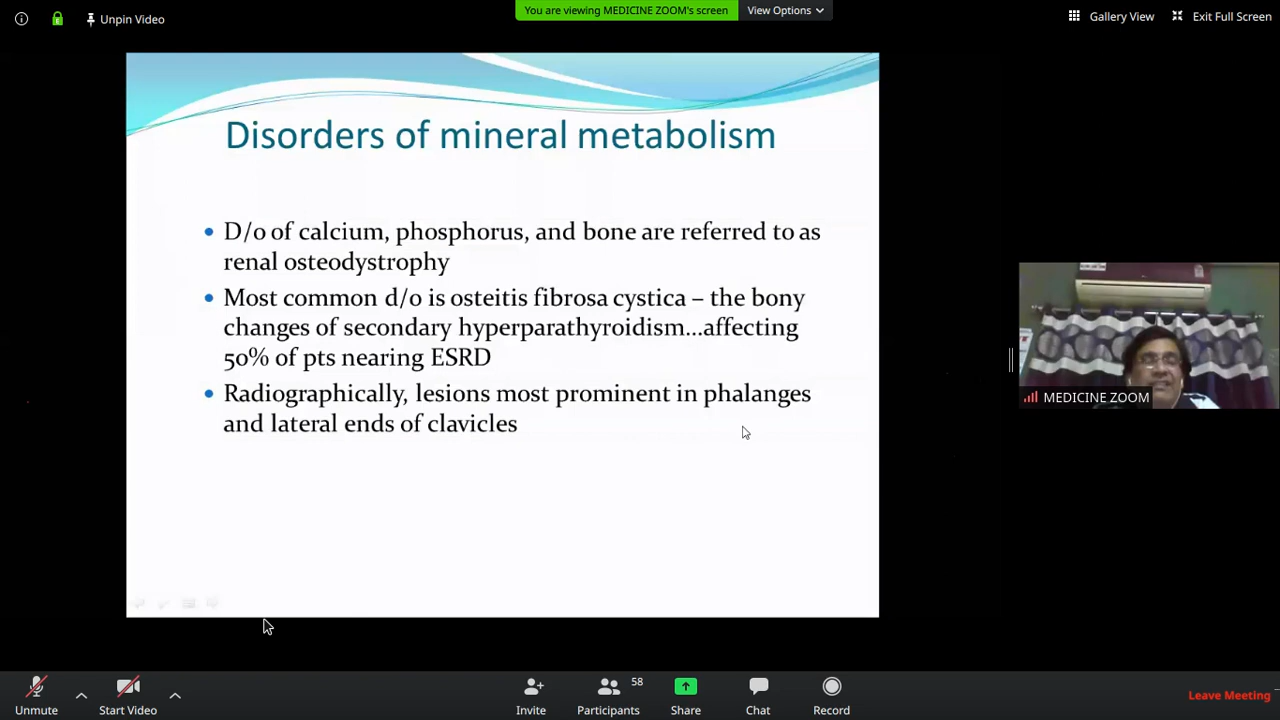 Unpin Video
You are viewing MEDICINE ZOOM's screen
View Options
Gallery View
Exit Full Screen
Disorders of mineral metabolism
• D/o of calcium, phosphorus, and bone are referred to as
renal osteodystrophy
• Most common d/o is osteitis fibrosa cystica – the bony
changes of secondary hyperparathyroidism...affecting
50% of pts nearing ESRD
• Radiographically, lesions most prominent in phalanges
and lateral ends of clavicles
MEDICINE ZOOM
Unmute
Start Video
Invite
58
Participants
Share
Chat
Record
Leave Meeting